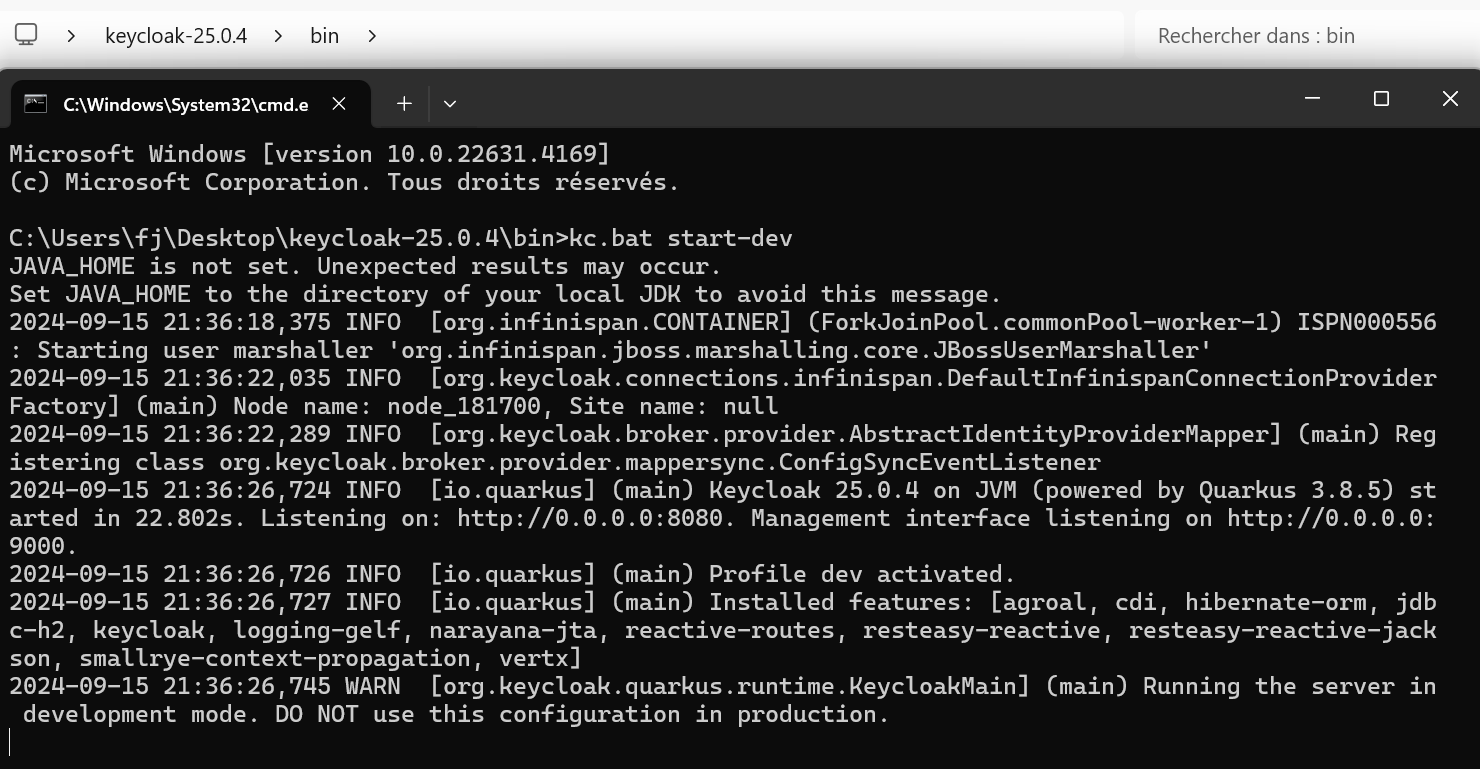 keycloak-25.0.4 > bin > Rechercher dans : bin
C:\Windows\System32\cmd.e
Microsoft Windows [version 10.0.22631.4169]
(c) Microsoft Corporation. Tous droits réservés.
C:\Users\fj\Desktop\keycloak-25.0.4\bin>kc.bat start-dev
JAVA_HOME is not set. Unexpected results may occur.
Set JAVA_HOME to the directory of your local JDK to avoid this message.
2024-09-15 21:36:18,375 INFO  [org.infinispan.CONTAINER] (ForkJoinPool.commonPool-worker-1) ISPN000556
: Starting user marshaller 'org.infinispan.jboss.marshalling.core.JBossUserMarshaller'
2024-09-15 21:36:22,035 INFO  [org.keycloak.connections.infinispan.DefaultInfinispanConnectionProvider
Factory] (main) Node name: node_181700, Site name: null
2024-09-15 21:36:22,289 INFO  [org.keycloak.broker.provider.AbstractIdentityProviderMapper] (main) Reg
istering class org.keycloak.broker.provider.mappersync.ConfigSyncEventListener
2024-09-15 21:36:26,724 INFO  [io.quarkus] (main) Keycloak 25.0.4 on JVM (powered by Quarkus 3.8.5) st
arted in 22.802s. Listening on: http://0.0.0.0:8080. Management interface listening on http://0.0.0.0:
9000.
2024-09-15 21:36:26,726 INFO  [io.quarkus] (main) Profile dev activated.
2024-09-15 21:36:26,727 INFO  [io.quarkus] (main) Installed features: [agroal, cdi, hibernate-orm, jdb
c-h2, keycloak, logging-gelf, narayana-jta, reactive-routes, resteasy-reactive, resteasy-reactive-jack
son, smallrye-context-propagation, vertx]
2024-09-15 21:36:26,745 WARN  [org.keycloak.quarkus.runtime.KeycloakMain] (main) Running the server in
 development mode. DO NOT use this configuration in production.